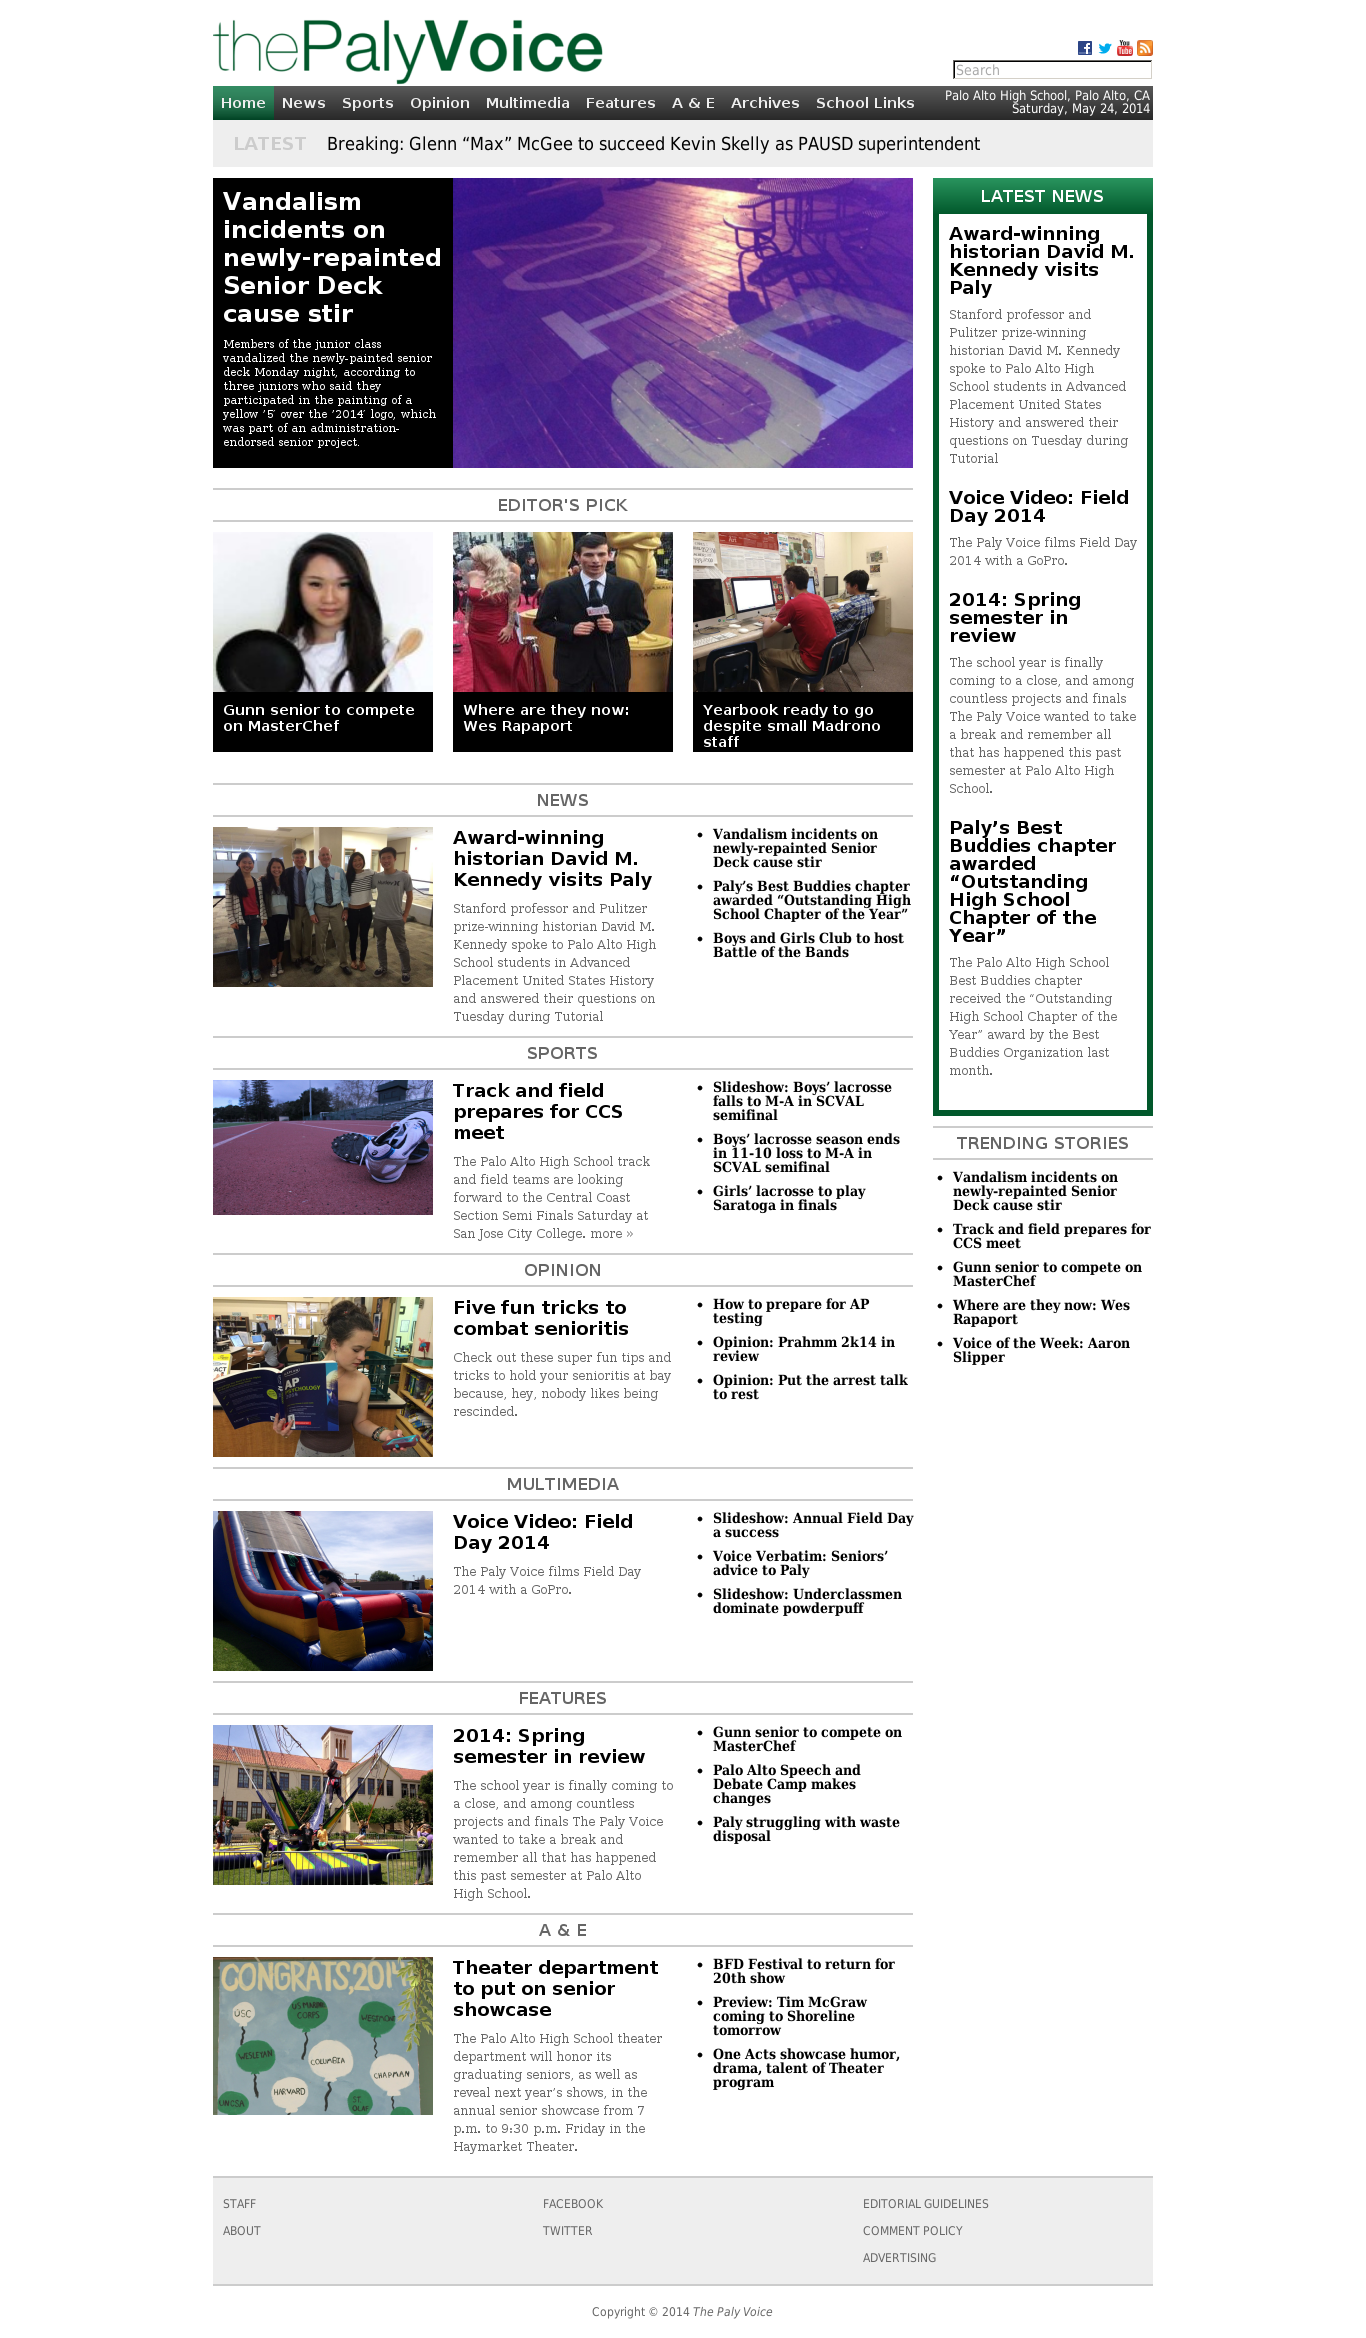 thePalyVoice
Search
Home News Sports Opinion Multimedia Features A & E Archives School Links
Palo Alto High School, Palo Alto, CA
Saturday, May 24, 2014
LATEST Breaking: Glenn “Max” McGee to succeed Kevin Skelly as PAUSD superintendent
Vandalism
incidents on
newly-repainted
Senior Deck
cause stir
Members of the junior class
vandalized the newly-painted senior
deck Monday night, according to
three juniors who said they
participated in the painting of a
yellow ‘5′ over the ’2014′ logo, which
was part of an administration-
endorsed senior project.
EDITOR'S PICK
Gunn senior to compete
on MasterChef
Where are they now:
Wes Rapaport
Yearbook ready to go
despite small Madrono
staff
NEWS
Award-winning
historian David M.
Kennedy visits Paly
Stanford professor and Pulitzer
prize-winning historian David M.
Kennedy spoke to Palo Alto High
School students in Advanced
Placement United States History
and answered their questions on
Tuesday during Tutorial
Vandalism incidents on
newly-repainted Senior
Deck cause stir
Paly’s Best Buddies chapter
awarded “Outstanding High
School Chapter of the Year”
Boys and Girls Club to host
Battle of the Bands
SPORTS
Track and field
prepares for CCS
meet
The Palo Alto High School track
and field teams are looking
forward to the Central Coast
Section Semi Finals Saturday at
San Jose City College. more »
Slideshow: Boys’ lacrosse
falls to M-A in SCVAL
semifinal
Boys’ lacrosse season ends
in 11-10 loss to M-A in
SCVAL semifinal
Girls’ lacrosse to play
Saratoga in finals
OPINION
AP
PSYCHOLOGY
Five fun tricks to
combat senioritis
Check out these super fun tips and
tricks to hold your senioritis at bay
because, hey, nobody likes being
rescinded.
How to prepare for AP
testing
Opinion: Prahmm 2k14 in
review
Opinion: Put the arrest talk
to rest
MULTIMEDIA
Voice Video: Field
Day 2014
The Paly Voice films Field Day
2014 with a GoPro.
Slideshow: Annual Field Day
a success
Voice Verbatim: Seniors’
advice to Paly
Slideshow: Underclassmen
dominate powderpuff
FEATURES
2014: Spring
semester in review
The school year is finally coming to
a close, and among countless
projects and finals The Paly Voice
wanted to take a break and
remember all that has happened
this past semester at Palo Alto
High School.
Gunn senior to compete on
MasterChef
Palo Alto Speech and
Debate Camp makes
changes
Paly struggling with waste
disposal
A & E
CONGRATS, 201
USC
US MARINE
CORPS
WESTMONT
WESLEYAN
COLUMBIA
CHAPMAN
HARVARD
UNCSA
ST. OLAF
Theater department
to put on senior
showcase
The Palo Alto High School theater
department will honor its
graduating seniors, as well as
reveal next year’s shows, in the
annual senior showcase from 7
p.m. to 9:30 p.m. Friday in the
Haymarket Theater.
BFD Festival to return for
20th show
Preview: Tim McGraw
coming to Shoreline
tomorrow
One Acts showcase humor,
drama, talent of Theater
program
LATEST NEWS
Award-winning
historian David M.
Kennedy visits
Paly
Stanford professor and
Pulitzer prize-winning
historian David M. Kennedy
spoke to Palo Alto High
School students in Advanced
Placement United States
History and answered their
questions on Tuesday during
Tutorial
Voice Video: Field
Day 2014
The Paly Voice films Field Day
2014 with a GoPro.
2014: Spring
semester in
review
The school year is finally
coming to a close, and among
countless projects and finals
The Paly Voice wanted to take
a break and remember all
that has happened this past
semester at Palo Alto High
School.
Paly’s Best
Buddies chapter
awarded
“Outstanding
High School
Chapter of the
Year”
The Palo Alto High School
Best Buddies chapter
received the “Outstanding
High School Chapter of the
Year” award by the Best
Buddies Organization last
month.
TRENDING STORIES
Vandalism incidents on
newly-repainted Senior
Deck cause stir
Track and field prepares for
CCS meet
Gunn senior to compete on
MasterChef
Where are they now: Wes
Rapaport
Voice of the Week: Aaron
Slipper
STAFF
ABOUT
FACEBOOK
TWITTER
EDITORIAL GUIDELINES
COMMENT POLICY
ADVERTISING
Copyright © 2014 The Paly Voice